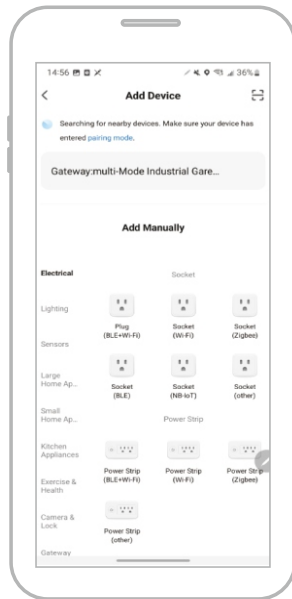 14:56 36%
Add Device
Searching for nearby devices. Make sure your device has
entered pairing mode.
Gateway:multi-Mode Industrial Gare...
Add Manually
Electrical
Socket
Lighting
Plug
(BLE+Wi-Fi)
Socket
(Wi-Fi)
Socket
(Zigbee)
Sensors
Large
Home Ap...
Socket
(BLE)
Socket
(NB-IoT)
Socket
(other)
Small
Home Ap...
Power Strip
Kitchen
Appliances
Power Strip
(BLE+Wi-Fi)
Power Strip
(Wi-Fi)
Power Strip
(Zigbee)
Exercise &
Health
Camera &
Lock
Power Strip
(other)
Gateway